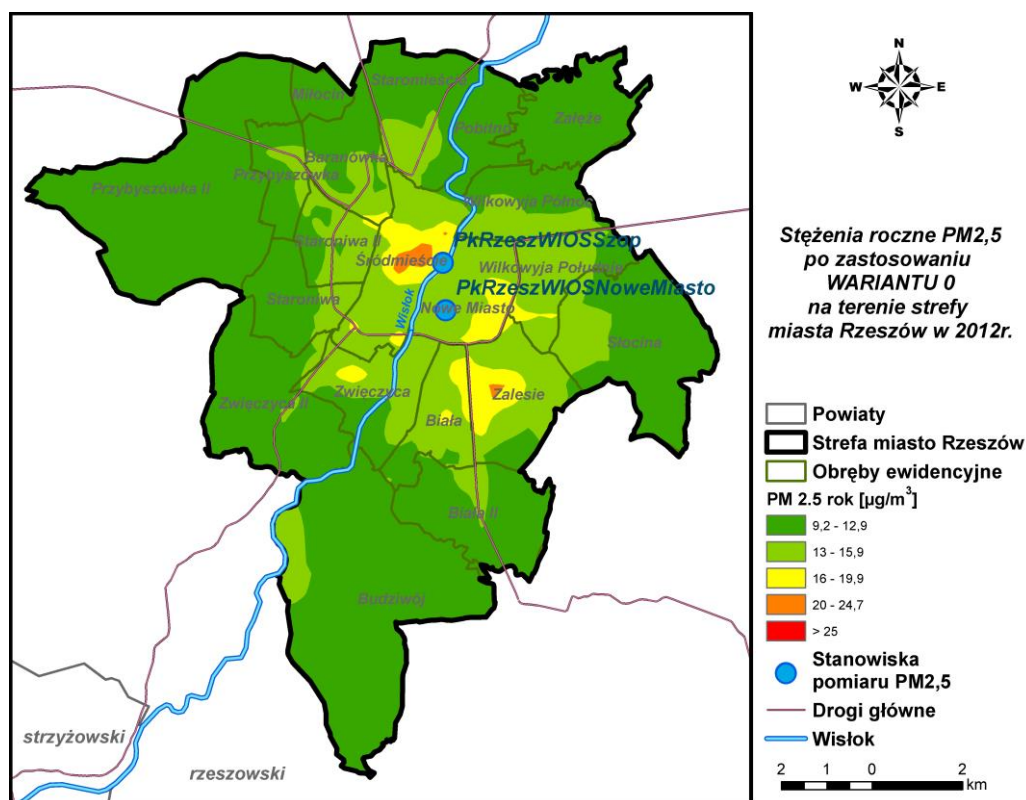 Staromieście
Miłocin
Pobitno
Załęże
Baranówka
Przybyszówka
Przybyszówka II
Wilkowyja Północ
Staroniwa II
PkRzeszWIOSSzop
Śródmieście
Wilkowyja Południe
PkRzeszWIOSNoweMiasto
Staroniwa
Wisłok
Nowe Miasto
Słocina
Zwięczyca
Zalesie
Zwięczyca II
Biała
Biała II
Budziwój
strzyżowski
rzeszowski
N
W E
S
Stężenia roczne PM2,5
po zastosowaniu
WARIANTU 0
na terenie strefy
miasta Rzeszów w 2012r.
Powiaty
Strefa miasto Rzeszów
Obręby ewidencyjne
PM 2.5 rok [µg/m³]
9,2 - 12,9
13 - 15,9
16 - 19,9
20 - 24,7
> 25
Stanowiska
pomiaru PM2,5
Drogi główne
Wisłok
2 1 0 2
km